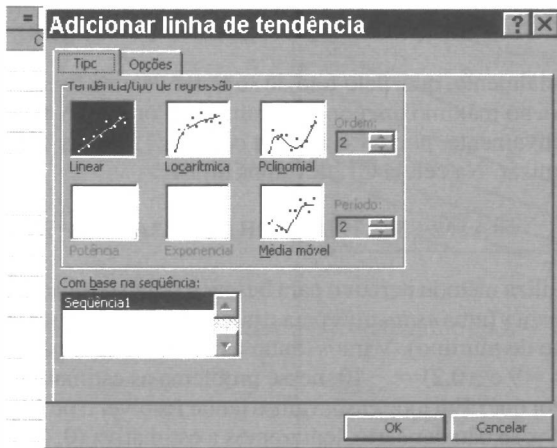 =
C
Adicionar linha de tendência
? X
Tipo Opções
Tendência/tipo de regressão
Linear Logarítmica Polinomial
Ordem:
2
Potência Exponencial Média móvel
Período:
2
Com base na seqüência:
Seqüência1
OK Cancelar